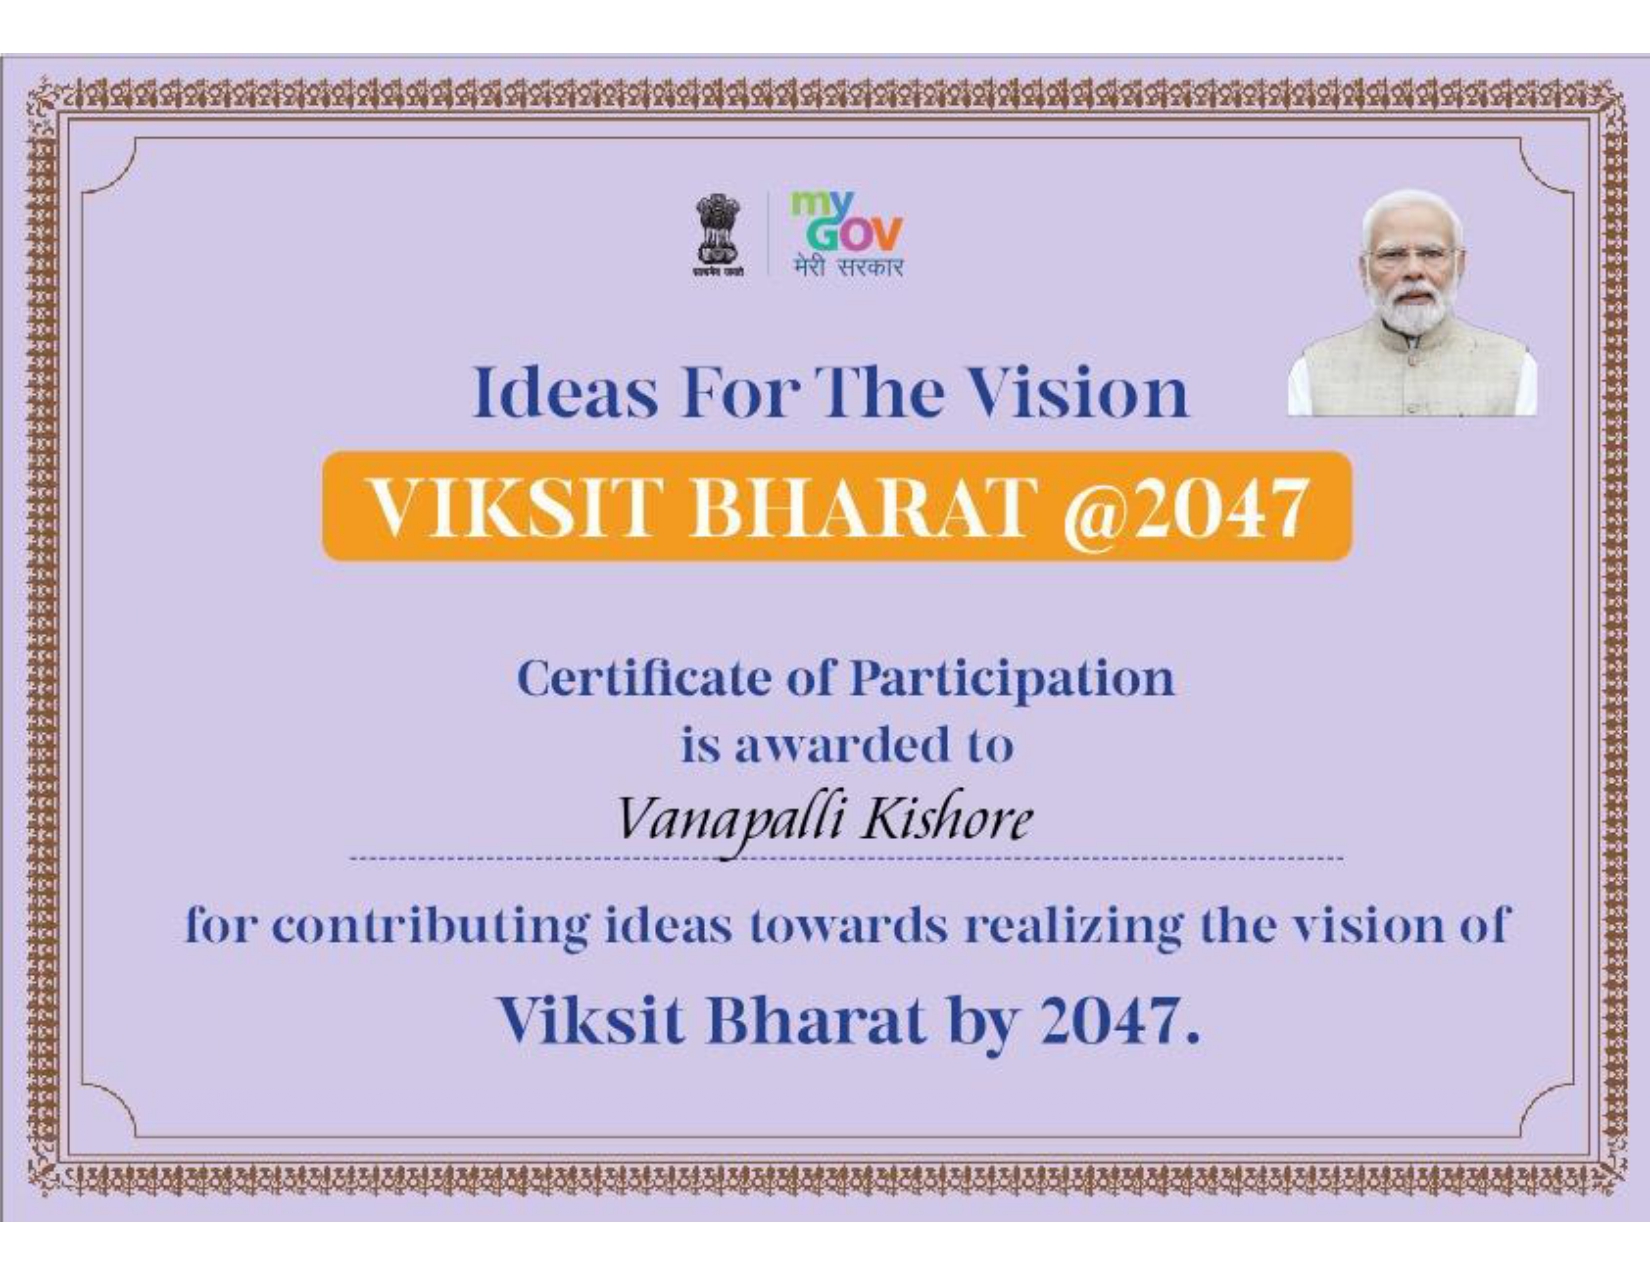 सत्यमेव जयते
my
GOV
मेरी सरकार
Ideas For The Vision
VIKSIT BHARAT @2047
Certificate of Participation
is awarded to
Vanapalli Kishore
for contributing ideas towards realizing the vision of
Viksit Bharat by 2047.